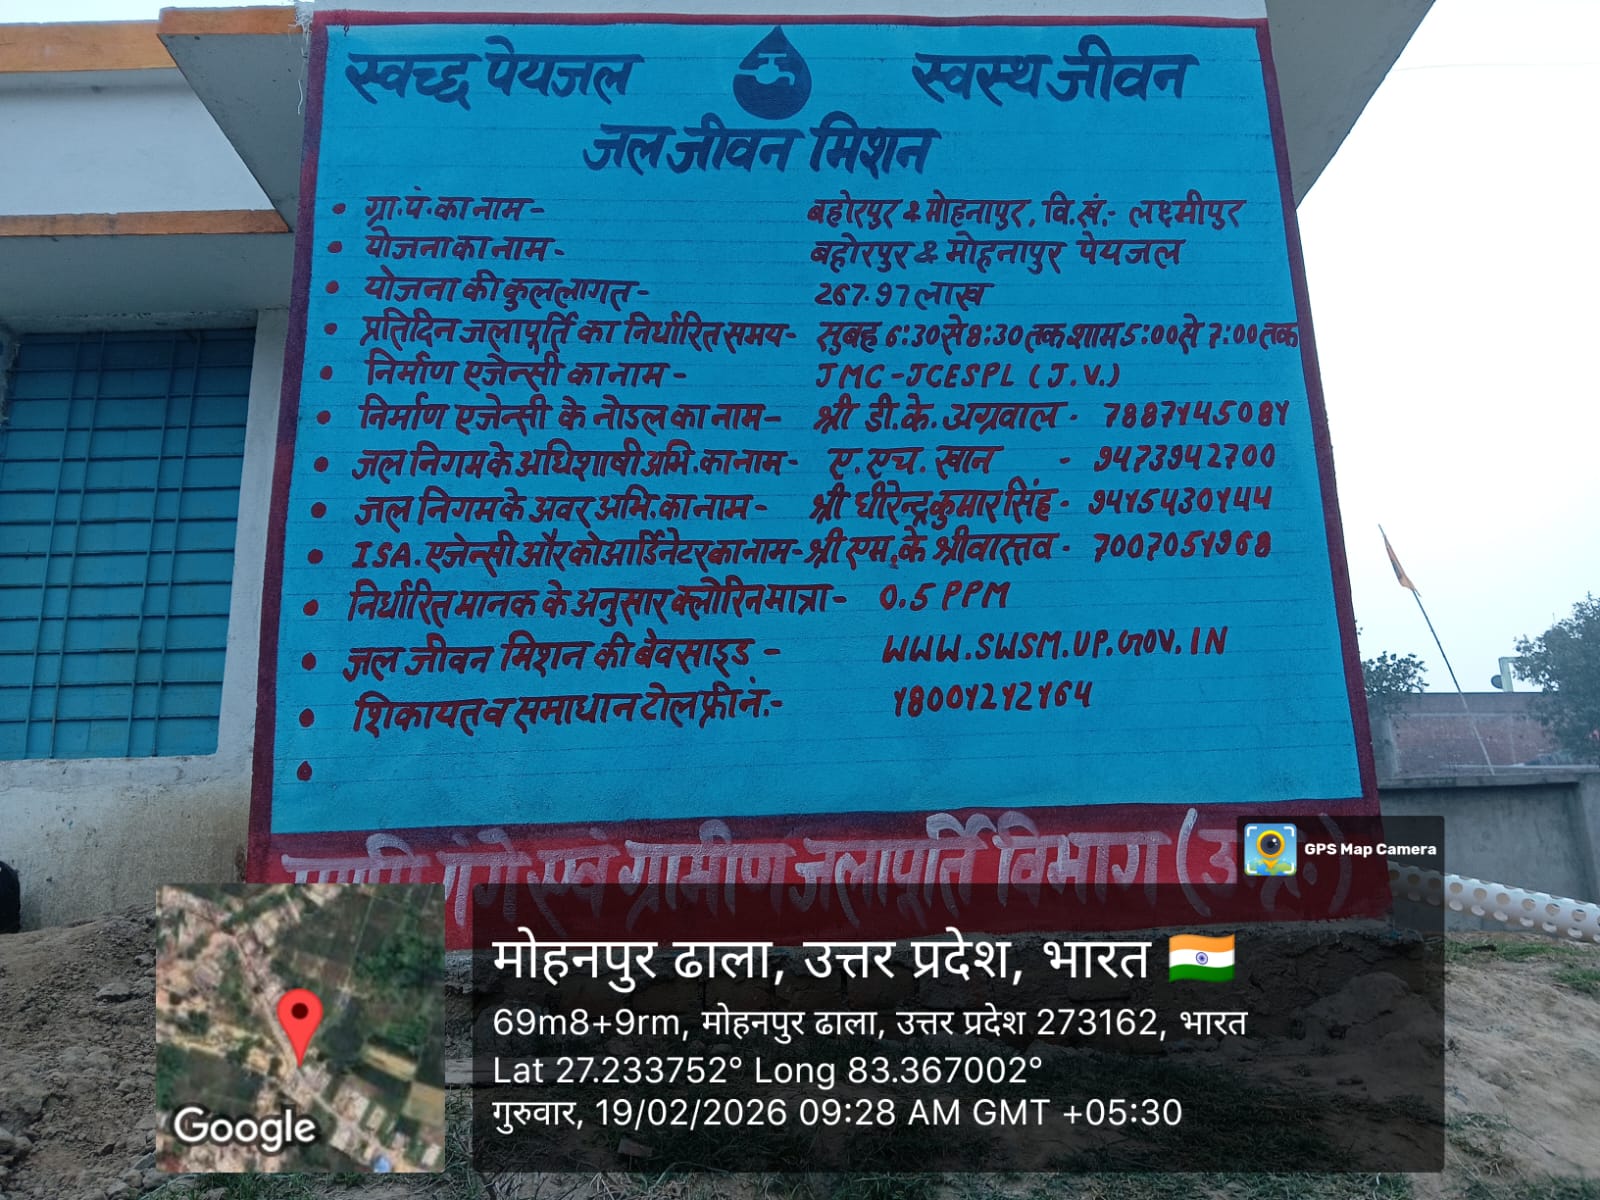 स्वच्छ पेयजल स्वस्थ जीवन
जल जीवन मिशन
• ग्रा.पं. का नाम- बहोरपुर & मोहनापुर, वि.खं.- लक्ष्मीपुर
• योजना का नाम- बहोरपुर & मोहनापुर पेयजल
• योजना की कुल लागत- 267.97 लाख
• प्रतिदिन जलापूर्ति का निर्धारित समय- सुबह 6:30 से 8:30 तक शाम 5:00 से 7:00 तक
• निर्माण एजेन्सी का नाम- JMC-JCESPL (J.V.)
• निर्माण एजेन्सी के नोडल का नाम- श्री डी.के. अग्रवाल - 7887145081
• जल निगम के अधिशाषी अभि. का नाम- ए. एच. खान - 9473942700
• जल निगम के अवर अभि. का नाम- श्री धीरेन्द्र कुमार सिंह- 9415430144
• ISA. एजेन्सी और कोआर्डिनेटर का नाम- श्री एम. के श्रीवास्तव - 7007051968
• निर्धारित मानक के अनुसार क्लोरिन मात्रा- 0.5 PPM
• जल जीवन मिशन की बेवसाइड - WWW.SWSM.UP.GOV.IN
• शिकायत व समाधान टोल फ्री नं.- 18001212164
•
गंगे एवं ग्रामीण जलापूर्ति विभाग (उ.प्र.)
GPS Map Camera
मोहनपुर ढाला, उत्तर प्रदेश, भारत
69m8+9rm, मोहनपुर ढाला, उत्तर प्रदेश 273162, भारत
Lat 27.233752° Long 83.367002°
गुरुवार, 19/02/2026 09:28 AM GMT +05:30
Google